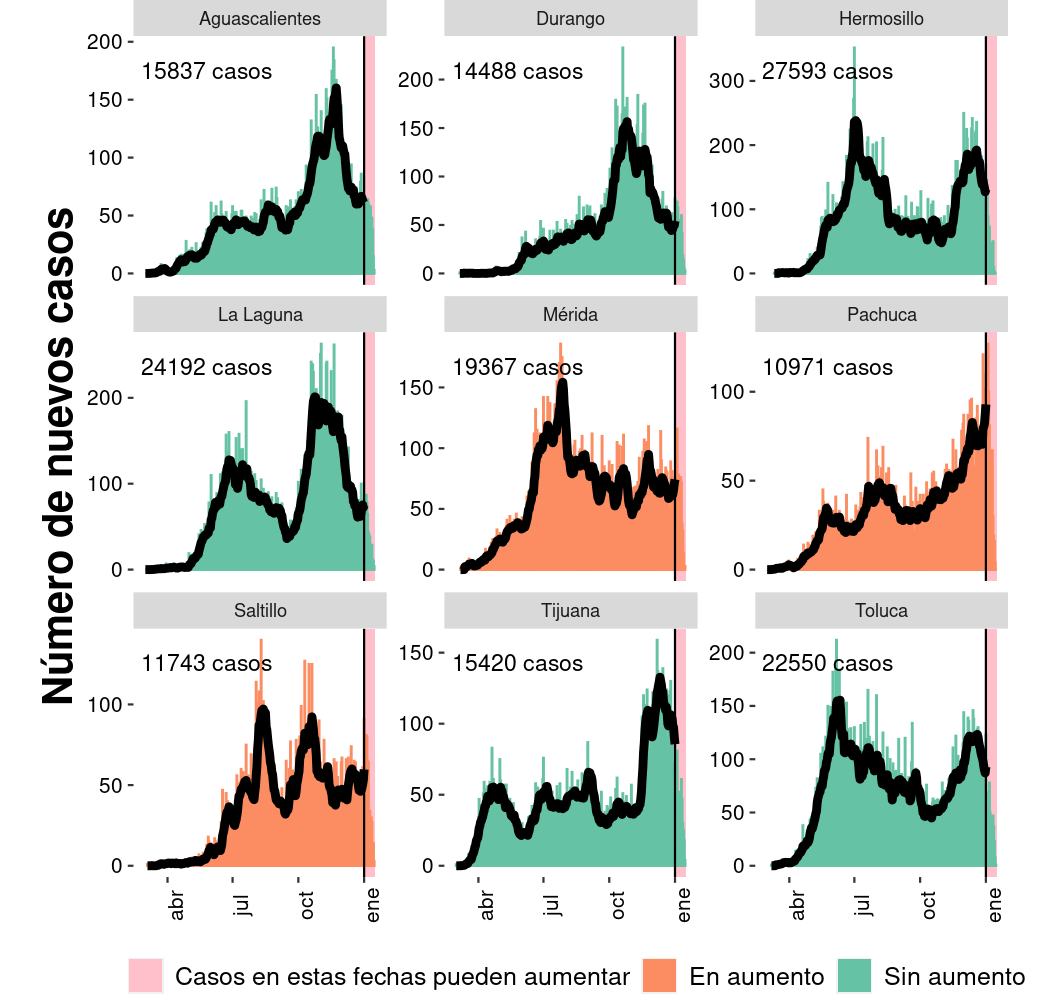 Número de nuevos casos
Aguascalientes
Durango
Hermosillo
200
150
100
50
0
15837 casos
200
150
100
50
0
14488 casos
300
200
100
0
27593 casos
La Laguna
Mérida
Pachuca
200
100
0
24192 casos
150
100
50
0
19367 casos
100
50
0
10971 casos
Saltillo
Tijuana
Toluca
100
50
0
11743 casos
150
100
50
0
15420 casos
200
150
100
50
0
22550 casos
abr jul oct ene
abr jul oct ene
abr jul oct ene
Casos en estas fechas pueden aumentar En aumento Sin aumento